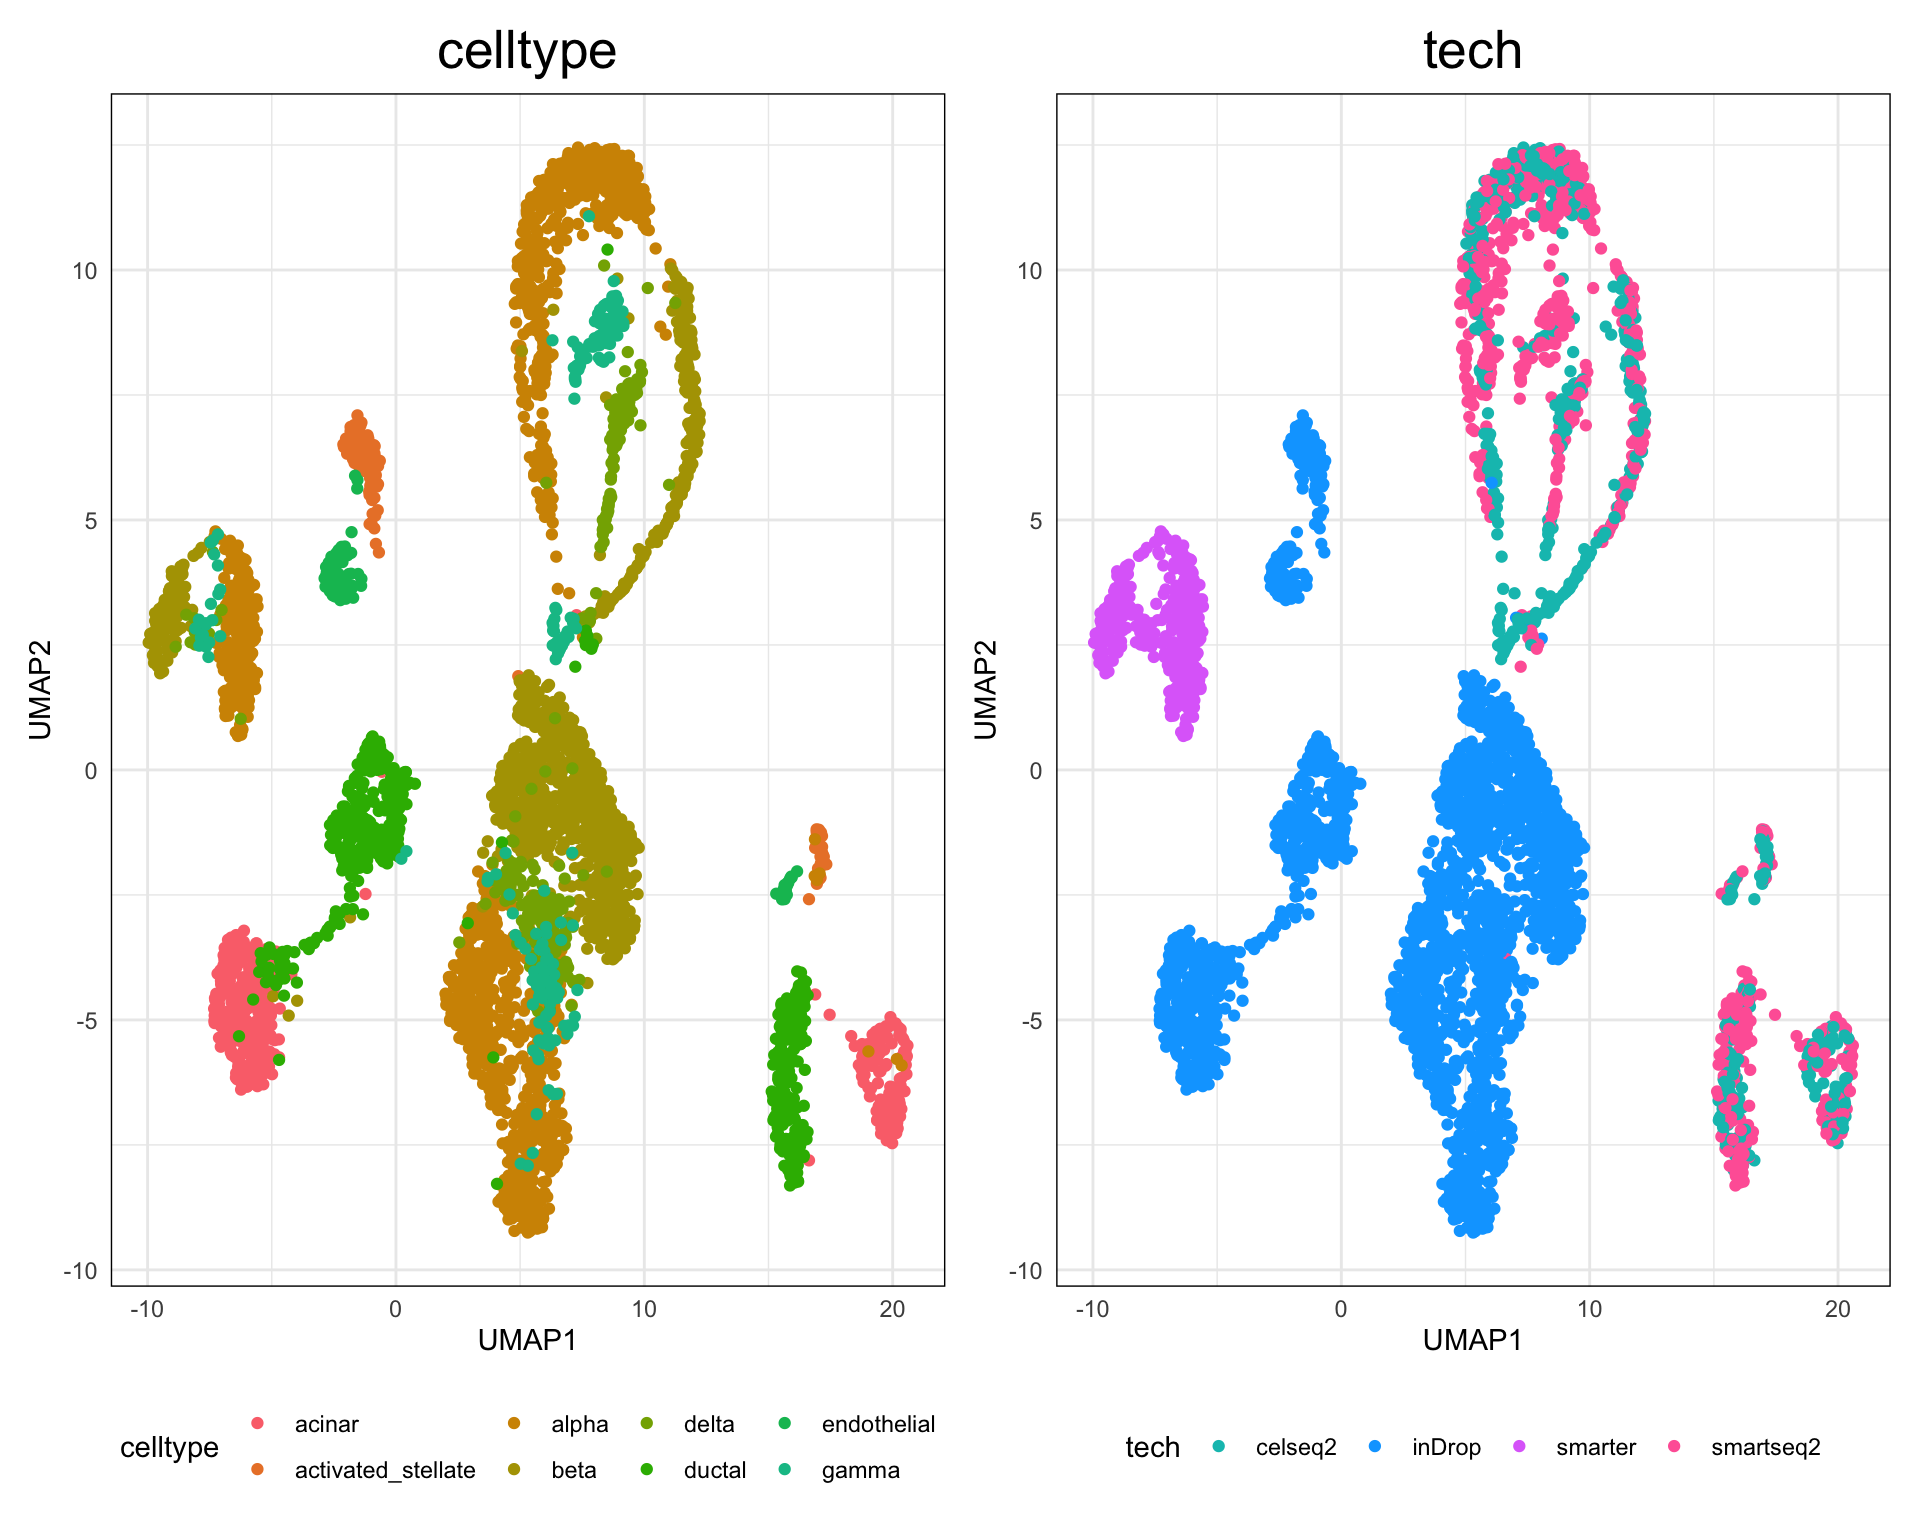 celltype
tech
UMAP2
10
5
0
-5
-10
-10 0 10 20
UMAP1
UMAP2
10
5
0
-5
-10
-10 0 10 20
UMAP1
celltype
acinar alpha delta endothelial
activated_stellate beta ductal gamma
tech celseq2 inDrop smarter smartseq2